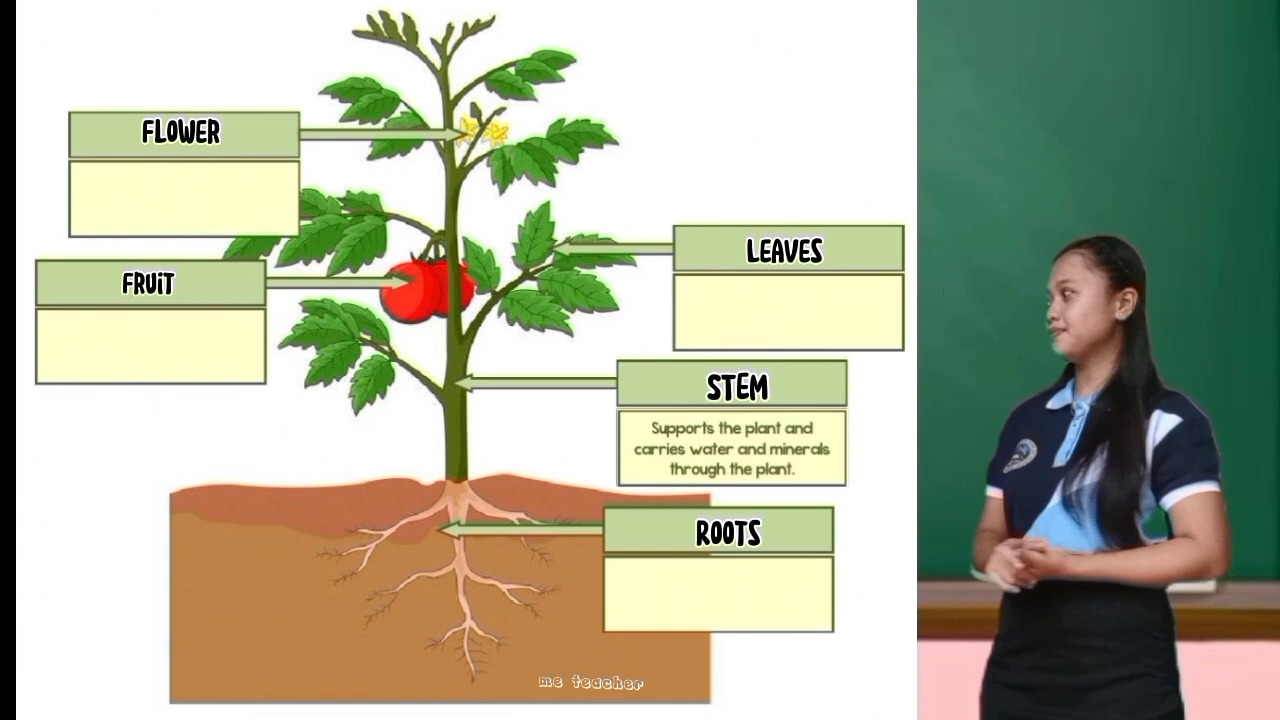 FLOWER
FRUiT
LEAVES
STEM
Supports the plant and
carries water and minerals
through the plant.
ROOTS
me teacher